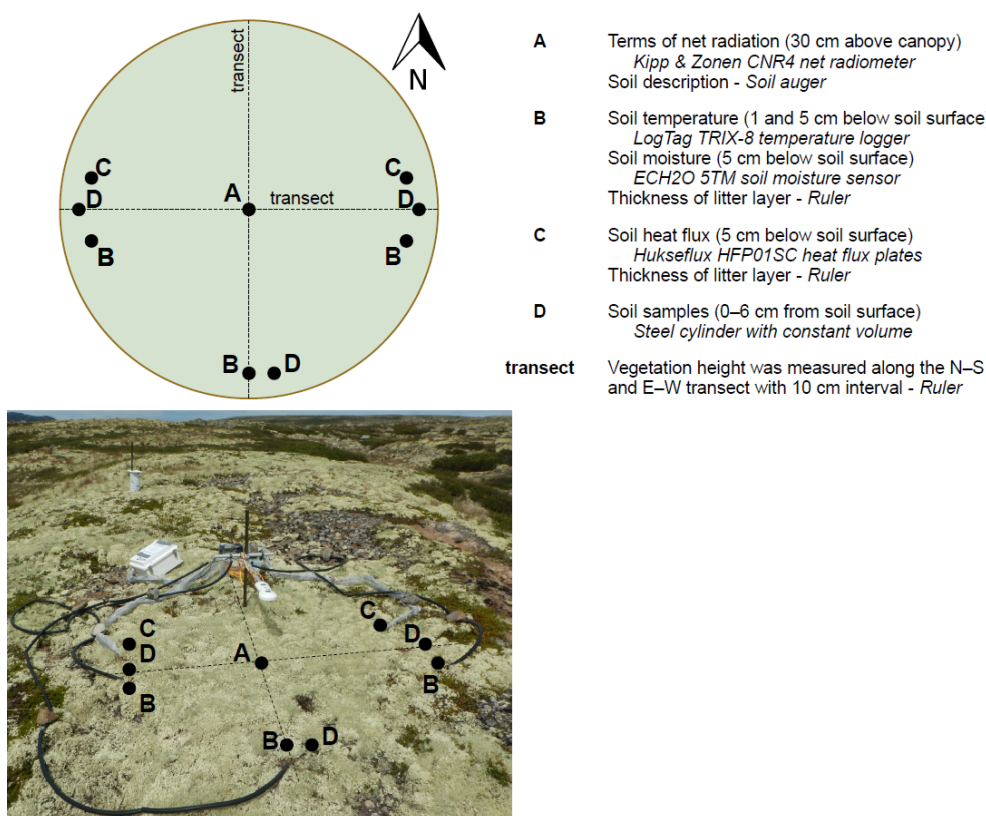 transect
N
C
C
D
A
transect
D
B
B
B
D
A Terms of net radiation (30 cm above canopy)
Kipp & Zonen CNR4 net radiometer
Soil description - Soil auger
B Soil temperature (1 and 5 cm below soil surface
LogTag TRIX-8 temperature logger
Soil moisture (5 cm below soil surface)
ECH2O 5TM soil moisture sensor
Thickness of litter layer - Ruler
C Soil heat flux (5 cm below soil surface)
Hukseflux HFP01SC heat flux plates
Thickness of litter layer - Ruler
D Soil samples (0–6 cm from soil surface)
Steel cylinder with constant volume
transect Vegetation height was measured along the N–S
and E–W transect with 10 cm interval - Ruler
C
C
D
D
A
B
B
B
D